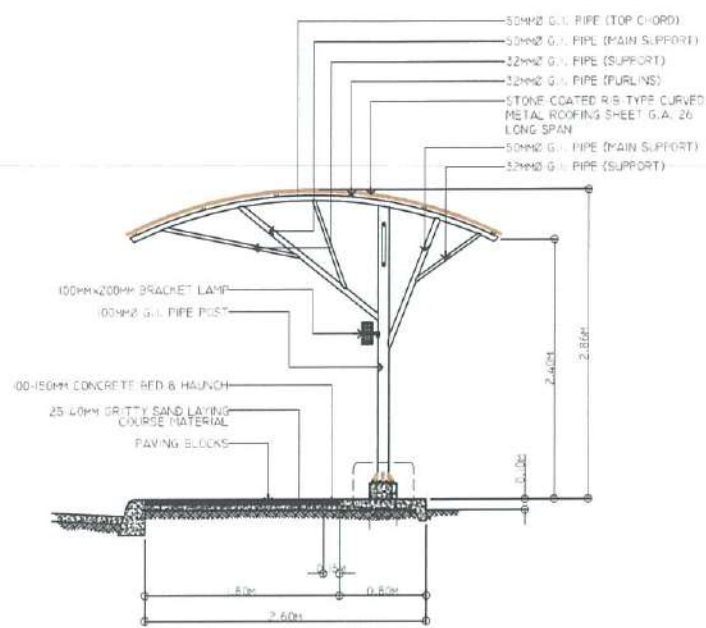 50MMØ G.I. PIPE (TOP CHORD)
50MMØ G.I. PIPE (MAIN SUPPORT)
32MMØ G.I. PIPE (SUPPORT)
32MMØ G.I. PIPE (PURLINS)
STONE COATED RIB TYPE CURVED
METAL ROOFING SHEET G.A. 26
LONG SPAN
50MMØ G.I. PIPE (MAIN SUPPORT)
32MMØ G.I. PIPE (SUPPORT)
100MMx200MM BRACKET LAMP
100MMØ G.I. PIPE POST
00-150MM CONCRETE BED & HAUNCH
25-40MM GRITTY SAND LAYING
COURSE MATERIAL
PAVING BLOCKS
2.40M
2.86M
0.10M
0.15M
1.80M
0.80M
2.60M